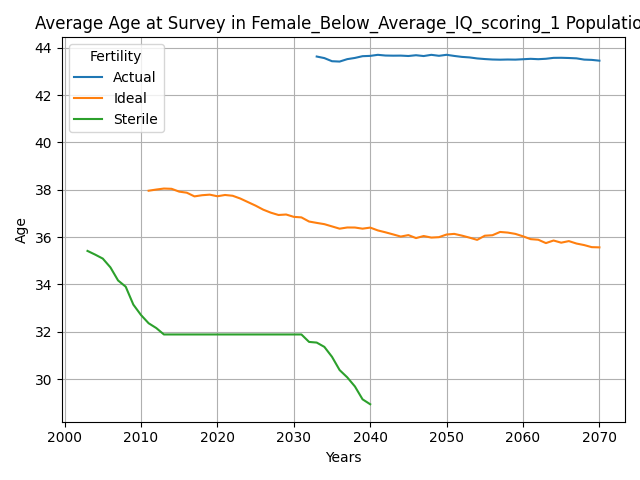 Average Age at Survey in Female_Below_Average_IQ_scoring_1 Populatio
44
42
40
38
36
34
32
30
Age
Fertility
Actual
Ideal
Sterile
2000 2010 2020 2030 2040 2050 2060 2070
Years